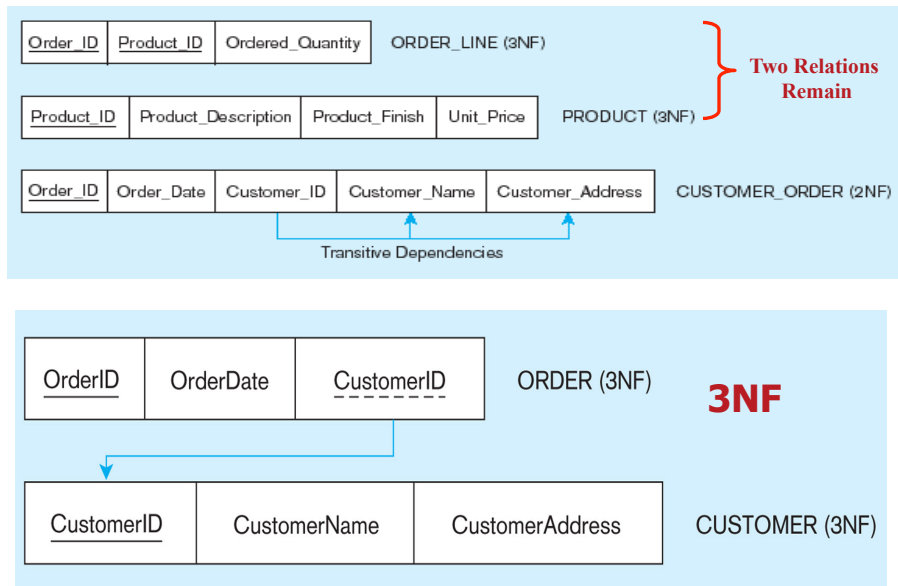 Order_ID Product_ID Ordered_Quantity ORDER_LINE (3NF)
Two Relations
Remain
Product_ID Product_Description Product_Finish Unit_Price PRODUCT (3NF)
Order_ID Order_Date Customer_ID Customer_Name Customer_Address CUSTOMER_ORDER (2NF)
Transitive Dependencies
OrderID OrderDate CustomerID ORDER (3NF)
3NF
CustomerID CustomerName CustomerAddress CUSTOMER (3NF)